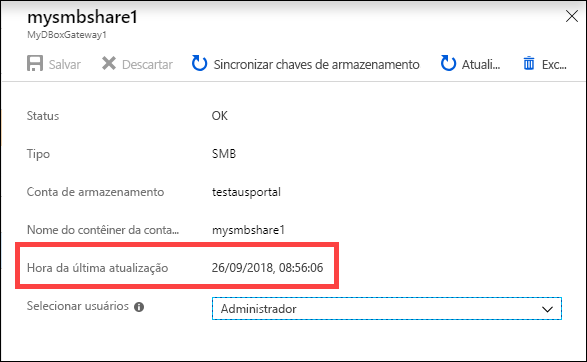 mysmbshare1
MyDBoxGateway1
Salvar Descartar Sincronizar chaves de armazenamento Atuali... Exc...
Status OK
Tipo SMB
Conta de armazenamento testausportal
Nome do contêiner da conta... mysmbshare1
Hora da última atualização 26/09/2018, 08:56:06
Selecionar usuários Administrador